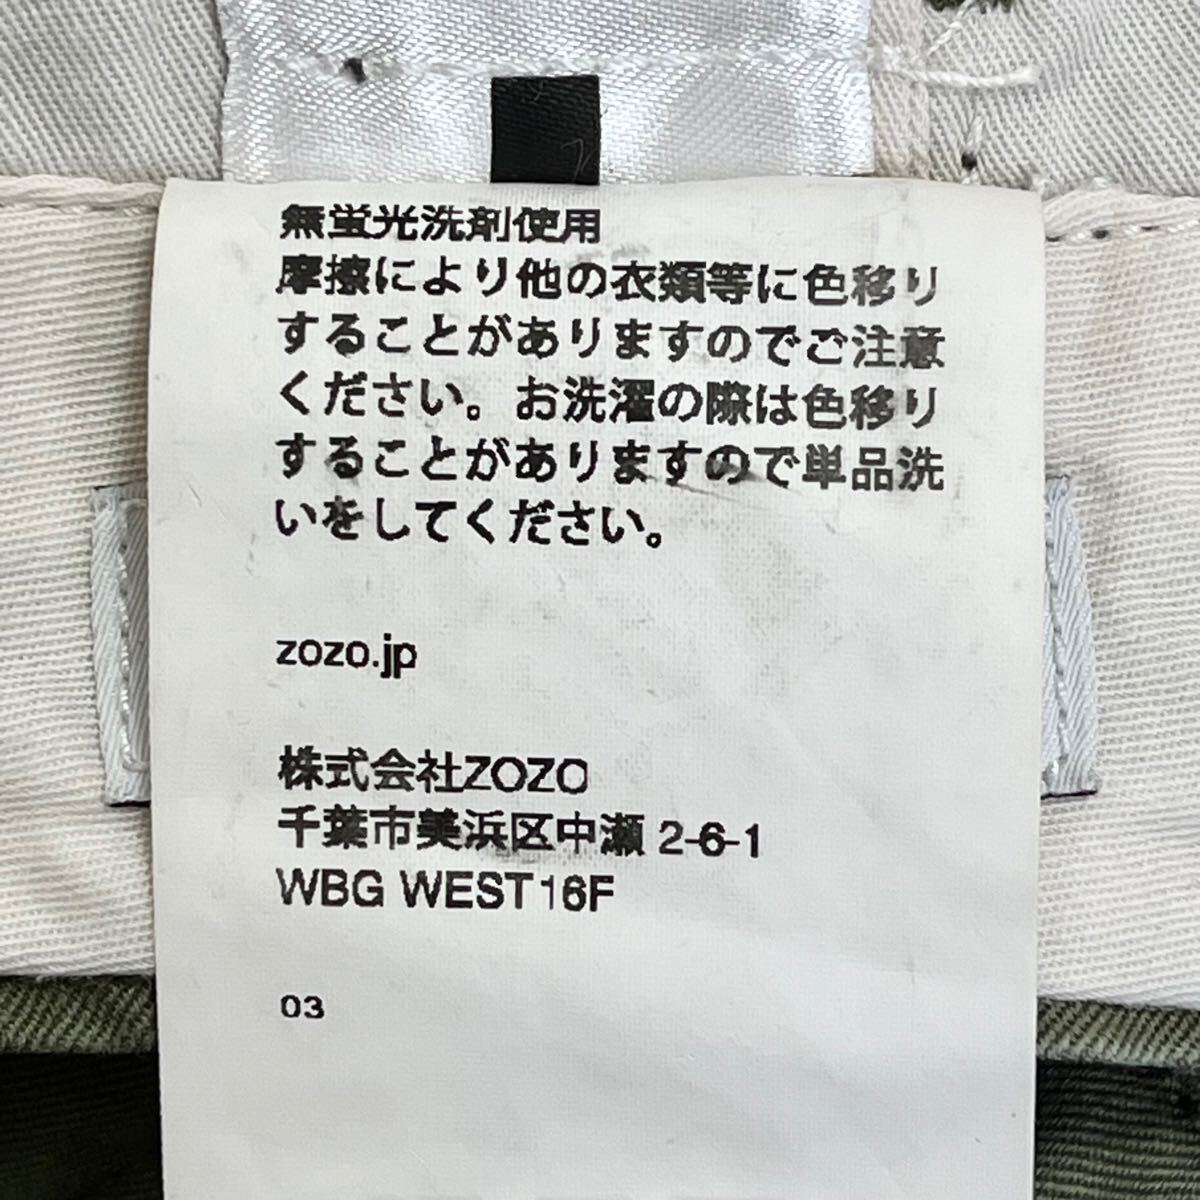 無蛍光洗剤使用
摩擦により他の衣類等に色移り
することがありますのでご注意
ください。お洗濯の際は色移り
することがありますので単品洗
いをしてください。
zozo.jp
株式会社ZOZO
千葉市美浜区中瀬 2-6-1
WBG WEST16F
03